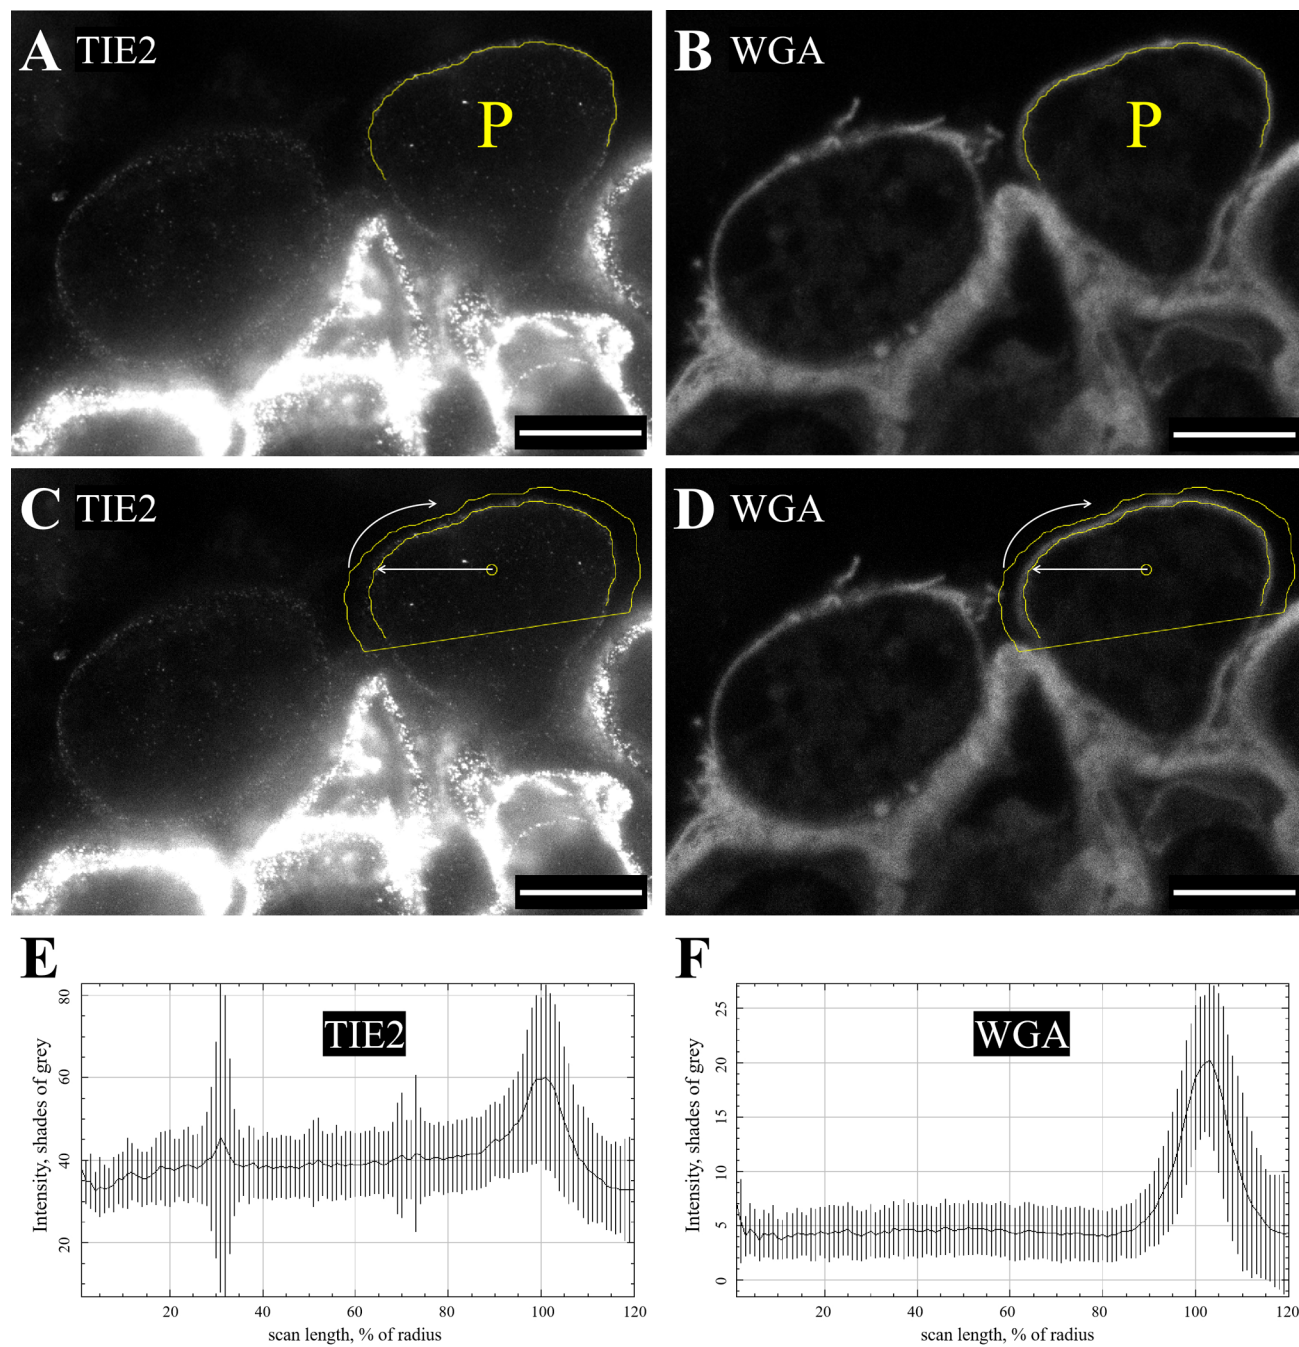 A TIE2
P
B WGA
P
C TIE2
D WGA
E
TIE2
Intensity, shades of grey
80
60
40
20
20 40 60 80 100 120
scan length, % of radius
F
WGA
Intensity, shades of grey
25
20
15
10
5
0
20 40 60 80 100 120
scan length, % of radius